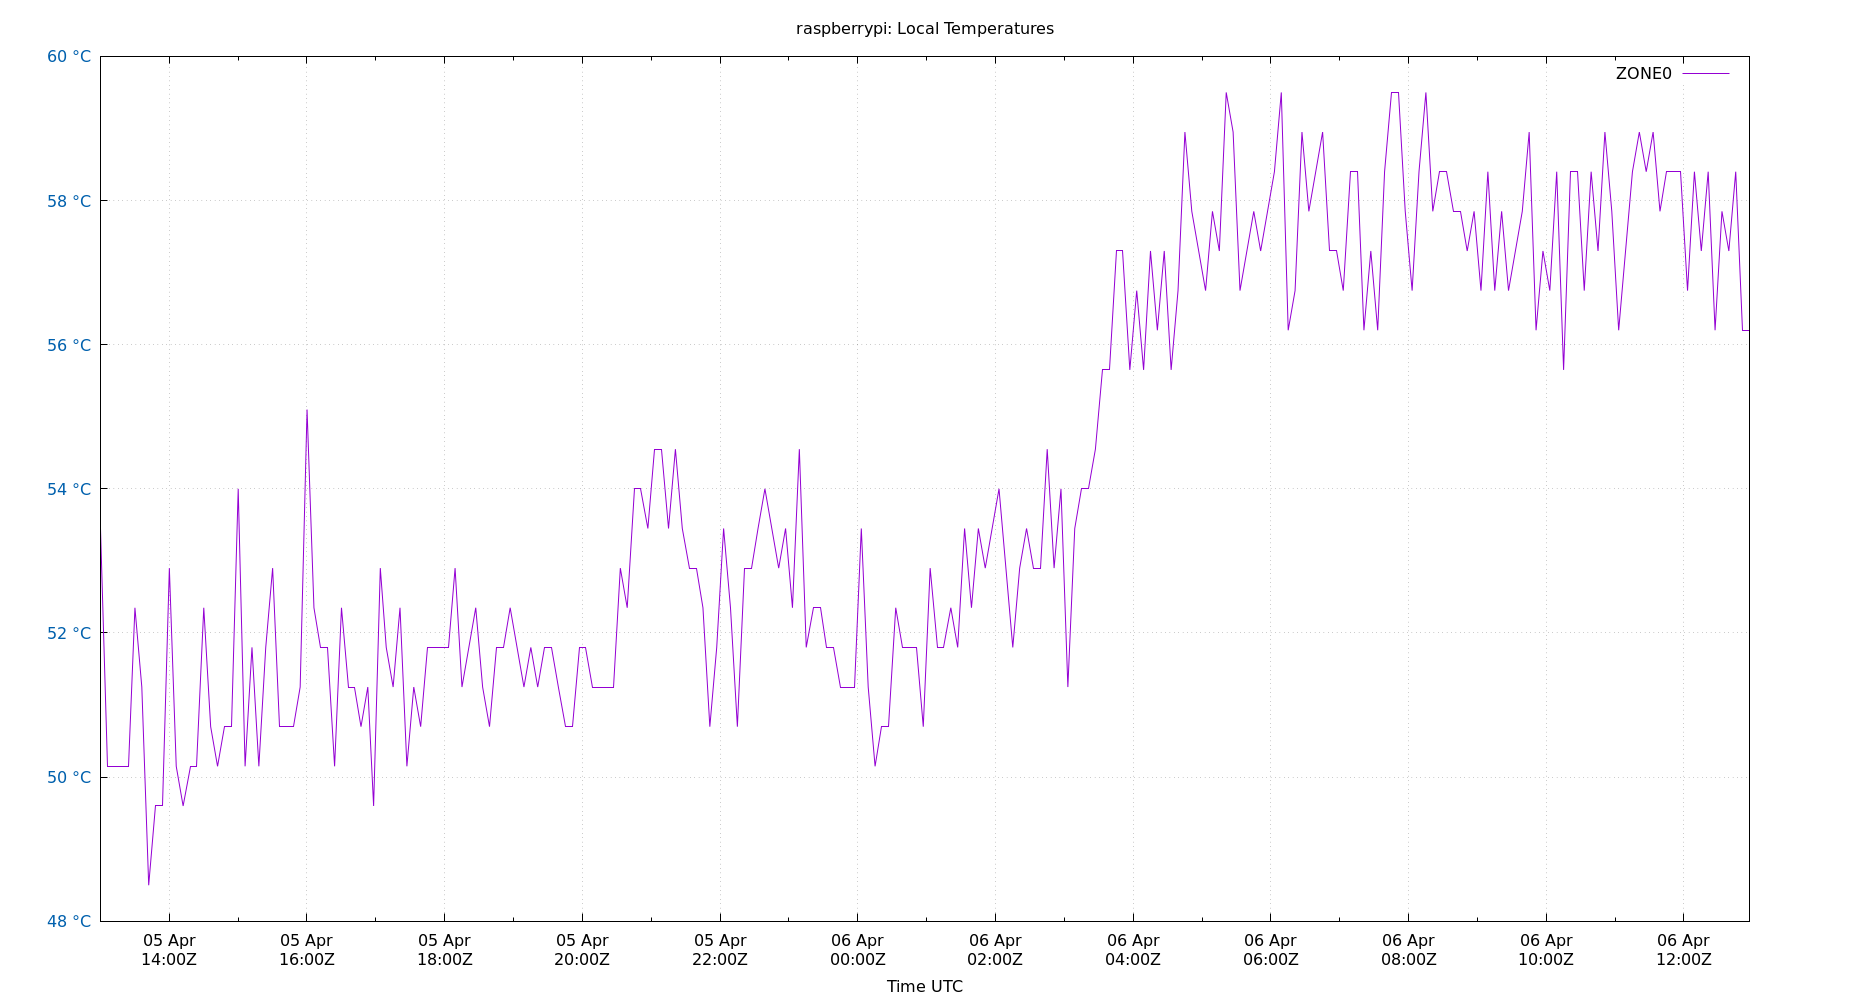 raspberrypi: Local Temperatures
60 °C
ZONE0
58 °C
56 °C
54 °C
52 °C
50 °C
48 °C
05 Apr 05 Apr 05 Apr 05 Apr 05 Apr 06 Apr 06 Apr 06 Apr 06 Apr 06 Apr 06 Apr 06 Apr
14:00Z 16:00Z 18:00Z 20:00Z 22:00Z 00:00Z 02:00Z 04:00Z 06:00Z 08:00Z 10:00Z 12:00Z
Time UTC